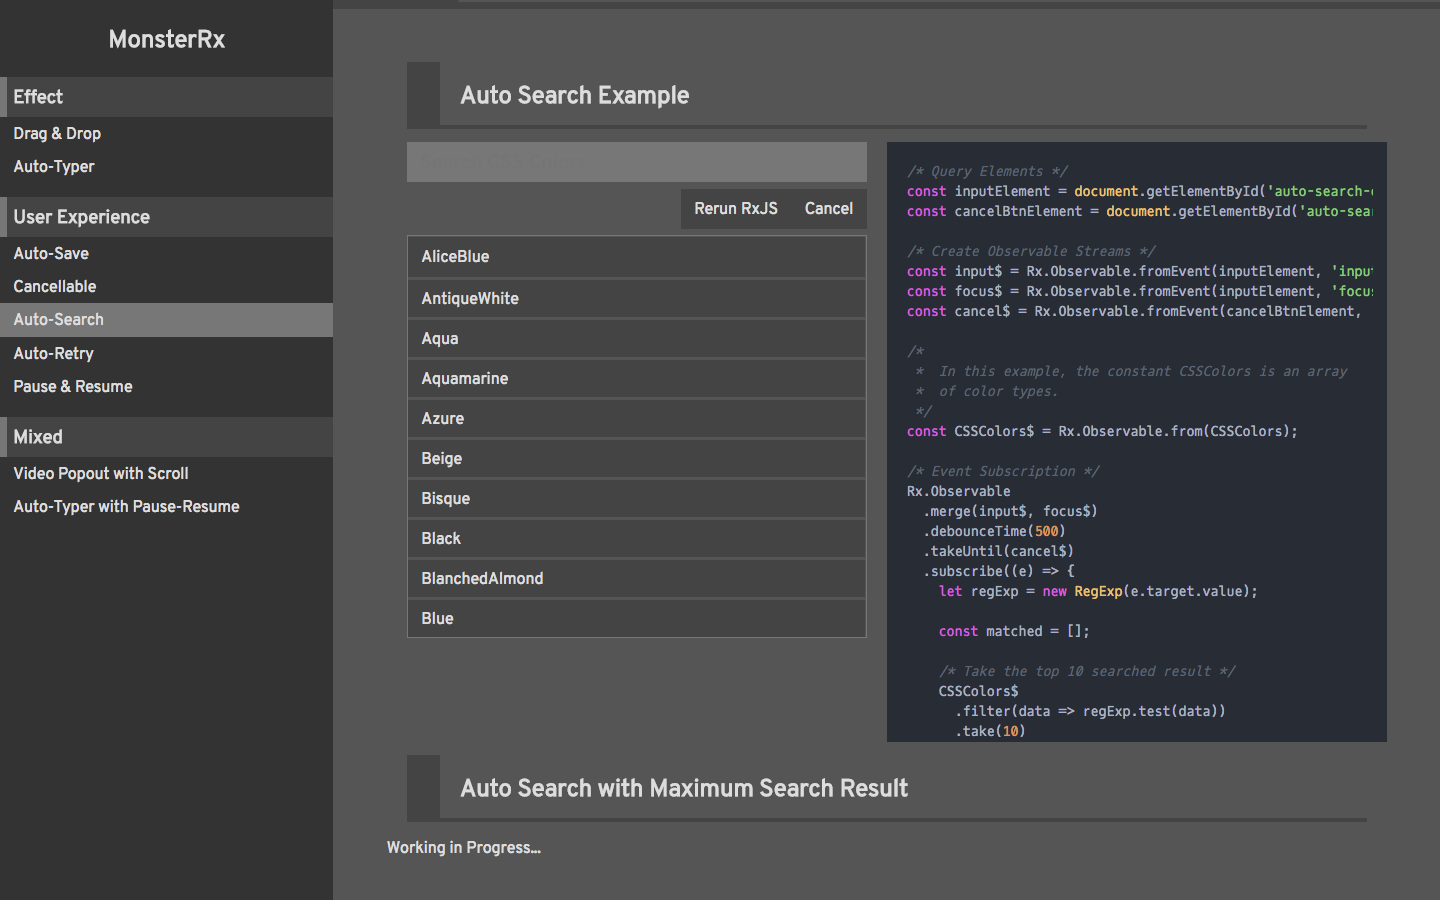 MonsterRx
Effect
Drag & Drop
Auto-Typer
User Experience
Auto-Save
Cancellable
Auto-Search
Auto-Retry
Pause & Resume
Mixed
Video Popout with Scroll
Auto-Typer with Pause-Resume
Auto Search Example
Rerun RxJS
Cancel
AliceBlue
AntiqueWhite
Aqua
Aquamarine
Azure
Beige
Bisque
Black
BlanchedAlmond
Blue
/* Query Elements */
const inputElement = document.getElementById('auto-search-
const cancelBtnElement = document.getElementById('auto-sea
/* Create Observable Streams */
const input$ = Rx.Observable.fromEvent(inputElement, 'inpu
const focus$ = Rx.Observable.fromEvent(inputElement, 'focu
const cancel$ = Rx.Observable.fromEvent(cancelBtnElement,
/*
*  In this example, the constant CSSColors is an array
*  of color types.
*/
const CSSColors$ = Rx.Observable.from(CSSColors);
/* Event Subscription */
Rx.Observable
.merge(input$, focus$)
.debounceTime(500)
.takeUntil(cancel$)
.subscribe((e) => {
let regExp = new RegExp(e.target.value);
const matched = [];
/* Take the top 10 searched result */
CSSColors$
.filter(data => regExp.test(data))
.take(10)
Auto Search with Maximum Search Result
Working in Progress...